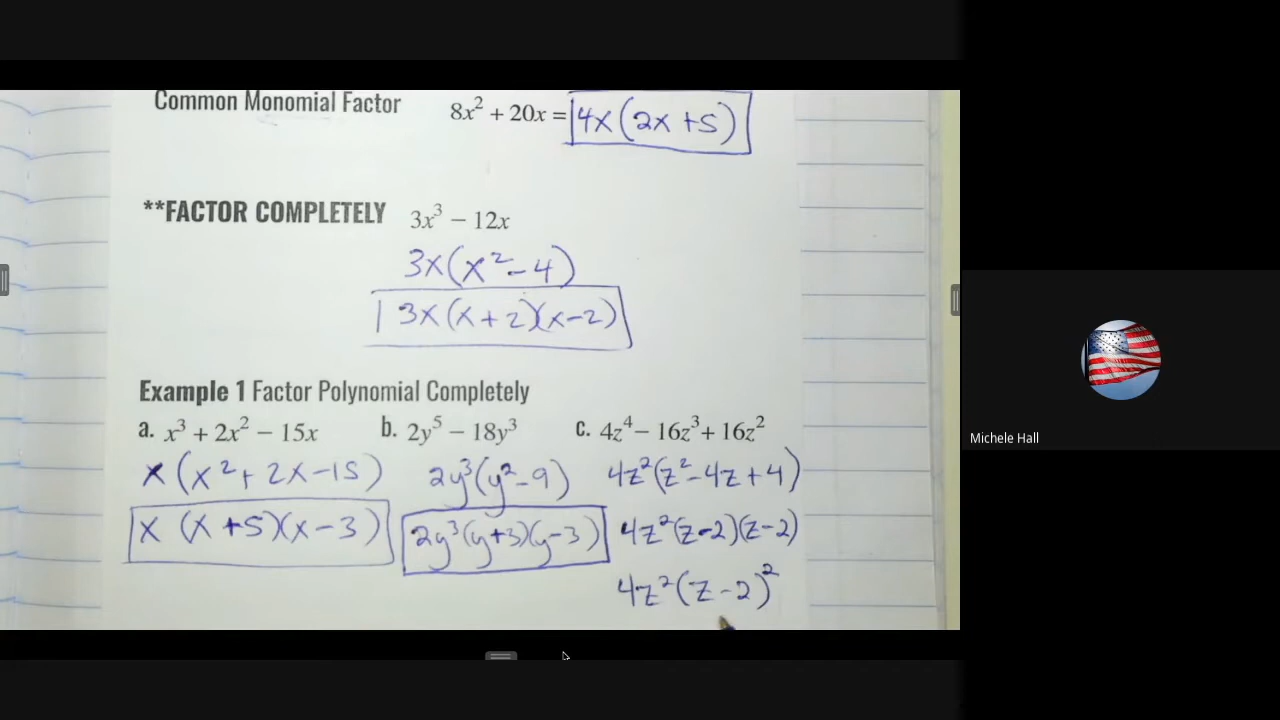 Common Monomial Factor 8x² + 20x = 4x(2x+5)
**FACTOR COMPLETELY 3x³ − 12x
3x(x²−4)
3x(x+2)(x−2)
Example 1 Factor Polynomial Completely
a. x³ + 2x² − 15x b. 2y⁵ − 18y³ c. 4z⁴ − 16z³ + 16z²
x(x²+2x−15) 2y³(y²−9) 4z²(z²−4z+4)
x(x+5)(x−3) 2y³(y+3)(y−3) 4z²(z−2)(z−2)
4z²(z−2)²
Michele Hall